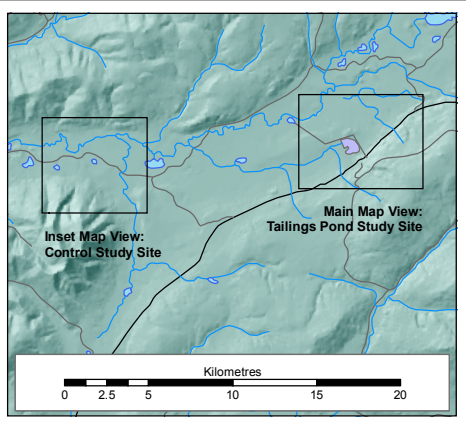 Main Map View:
Tailings Pond Study Site
Inset Map View:
Control Study Site
Kilometres
0 2.5 5 10 15 20